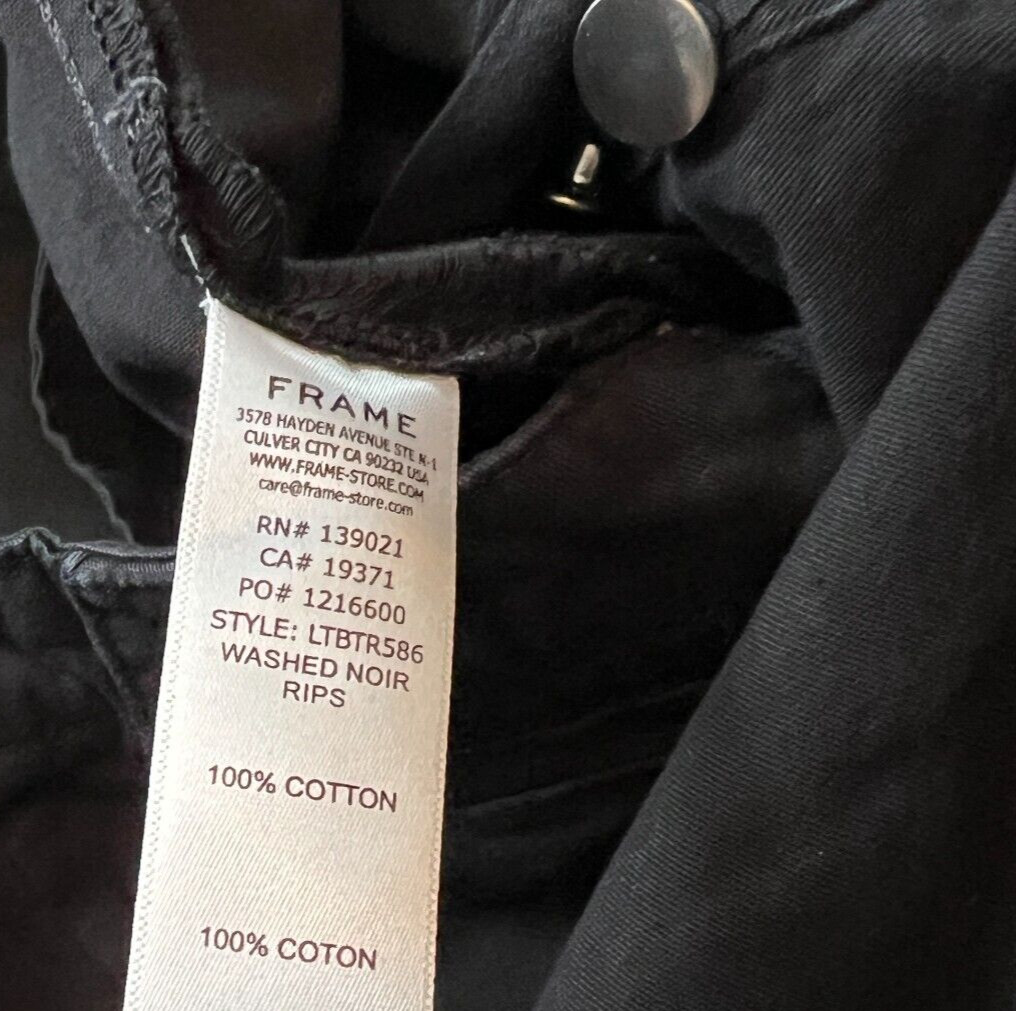 FRAME
3578 HAYDEN AVENUE STE N-1
CULVER CITY CA 90232 USA
WWW.FRAME-STORE.COM
care@frame-store.com
RN# 139021
CA# 19371
PO# 1216600
STYLE: LTBTR586
WASHED NOIR
RIPS
100% COTTON
100% COTON